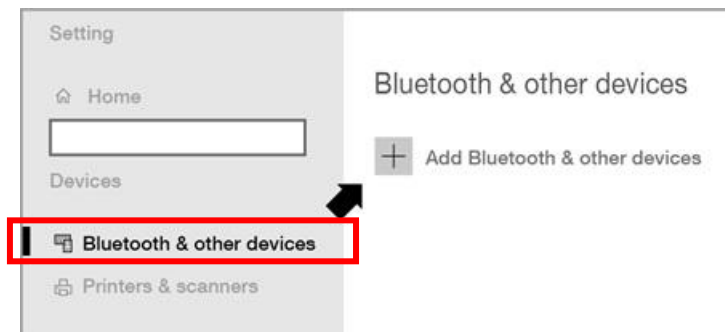 Setting
Home
Devices
Bluetooth & other devices
Printers & scanners
Bluetooth & other devices
Add Bluetooth & other devices